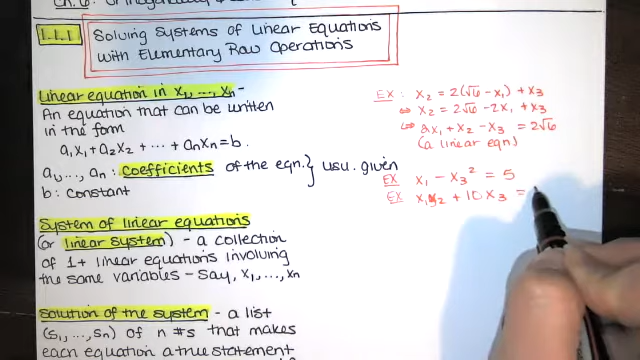 Ch. 6: Orthogonality
1.1.1 Solving Systems of Linear Equations
with Elementary Row Operations
Linear equation in x₁, ..., xₙ -
An equation that can be written
in the form
a₁x₁ + a₂x₂ + ... + aₙxₙ = b.
a₁, ..., aₙ: coefficients of the eqn. } usu. given
b: constant
System of linear equations
(or linear system) - a collection
of 1+ linear equations involving
the same variables - say, x₁, ..., xₙ
Solution of the system - a list
(s₁, ..., sₙ) of n #s that makes
each equation a true statement
EX: x₂ = 2(√6 - x₁) + x₃
⇔ x₂ = 2√6 - 2x₁ + x₃
⇔ 2x₁ + x₂ - x₃ = 2√6
(a linear eqn)
EX x₁ - x₃² = 5
EX x₁x₂ + 10x₃ =